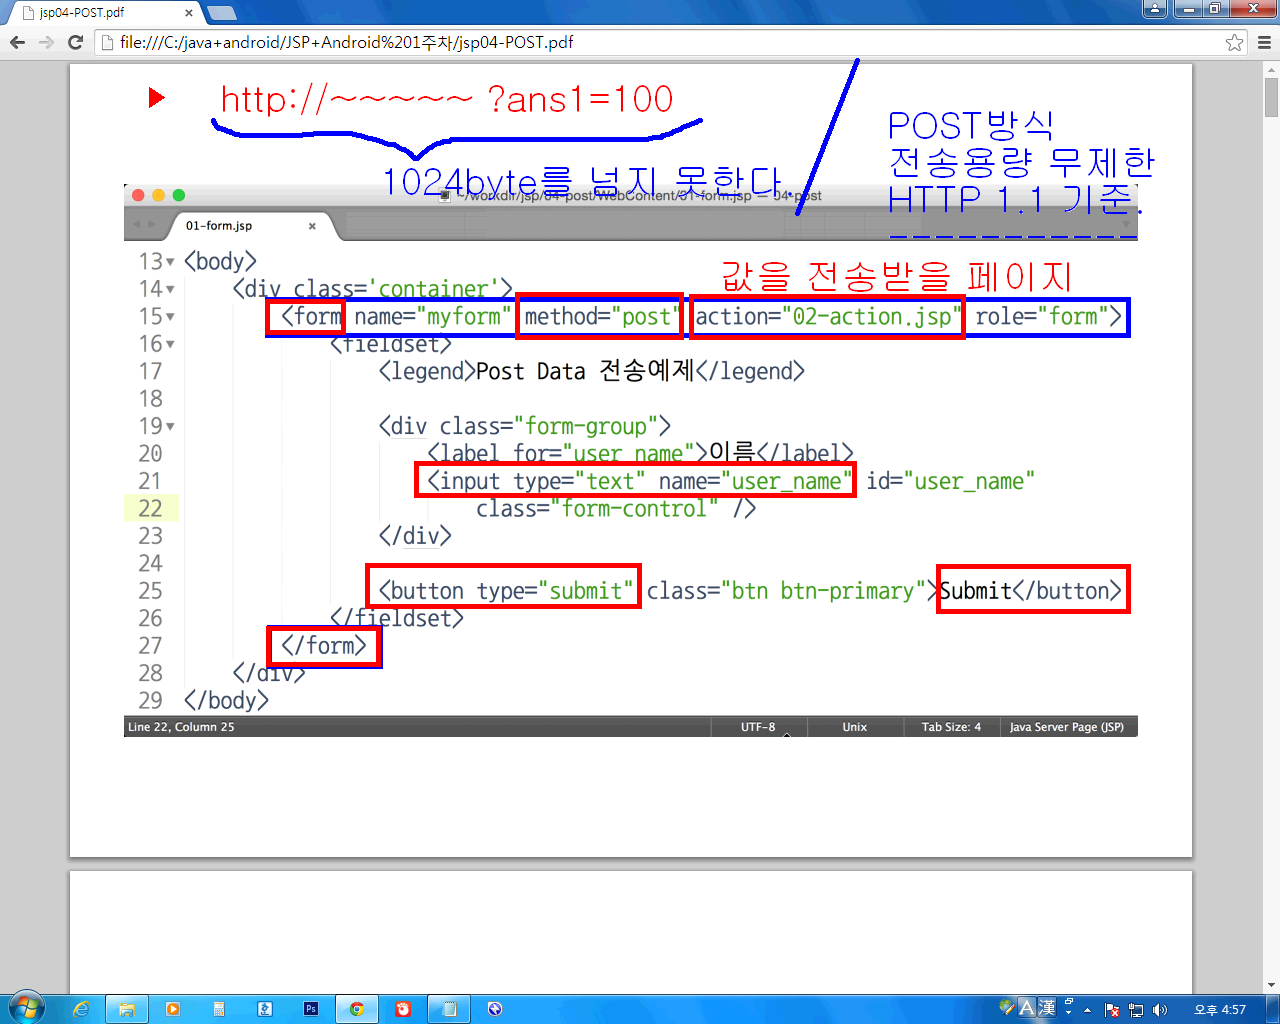 jsp04-POST.pdf
file:///C:/java+android/JSP+Android%201주차/jsp04-POST.pdf
http://~~~~~ ?ans1=100
1024byte를 넘지 못한다.
POST방식
전송용량 무제한
HTTP 1.1 기준.
~/workdir/jsp/04-post/WebContent/01-form.jsp — 04-post
01-form.jsp
값을 전송받을 페이지
13 <body>
14 <div class='container'>
15 <form name="myform" method="post" action="02-action.jsp" role="form">
16 <fieldset>
17 <legend>Post Data 전송예제</legend>
18
19 <div class="form-group">
20 <label for="user_name">이름</label>
21 <input type="text" name="user_name" id="user_name"
22 class="form-control" />
23 </div>
24
25 <button type="submit" class="btn btn-primary">Submit</button>
26 </fieldset>
27 </form>
28 </div>
29 </body>
Line 22, Column 25 UTF-8 Unix Tab Size: 4 Java Server Page (JSP)
Ps A 漢 오후 4:57